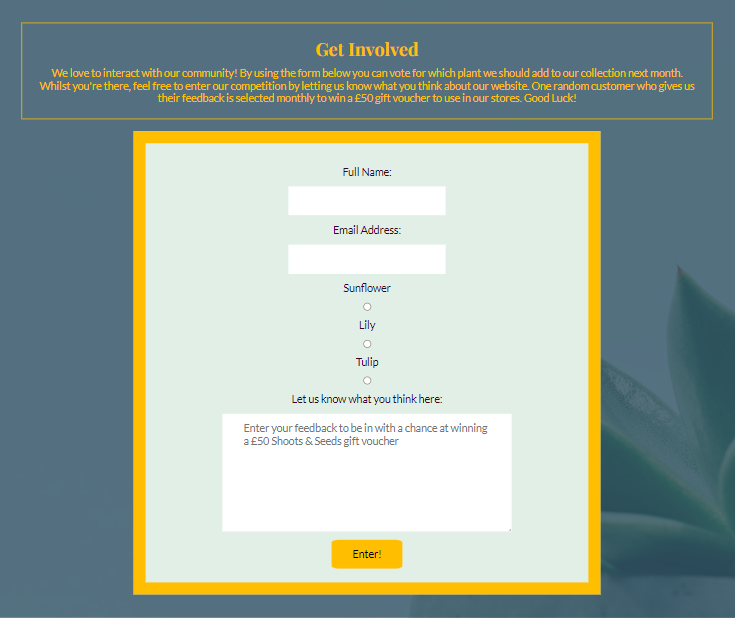 Get Involved
We love to interact with our community! By using the form below you can vote for which plant we should add to our collection next month.
Whilst you're there, feel free to enter our competition by letting us know what you think about our website. One random customer who gives us
their feedback is selected monthly to win a £50 gift voucher to use in our stores. Good Luck!
Full Name:
Email Address:
Sunflower
Lily
Tulip
Let us know what you think here:
Enter your feedback to be in with a chance at winning
a £50 Shoots & Seeds gift voucher
Enter!